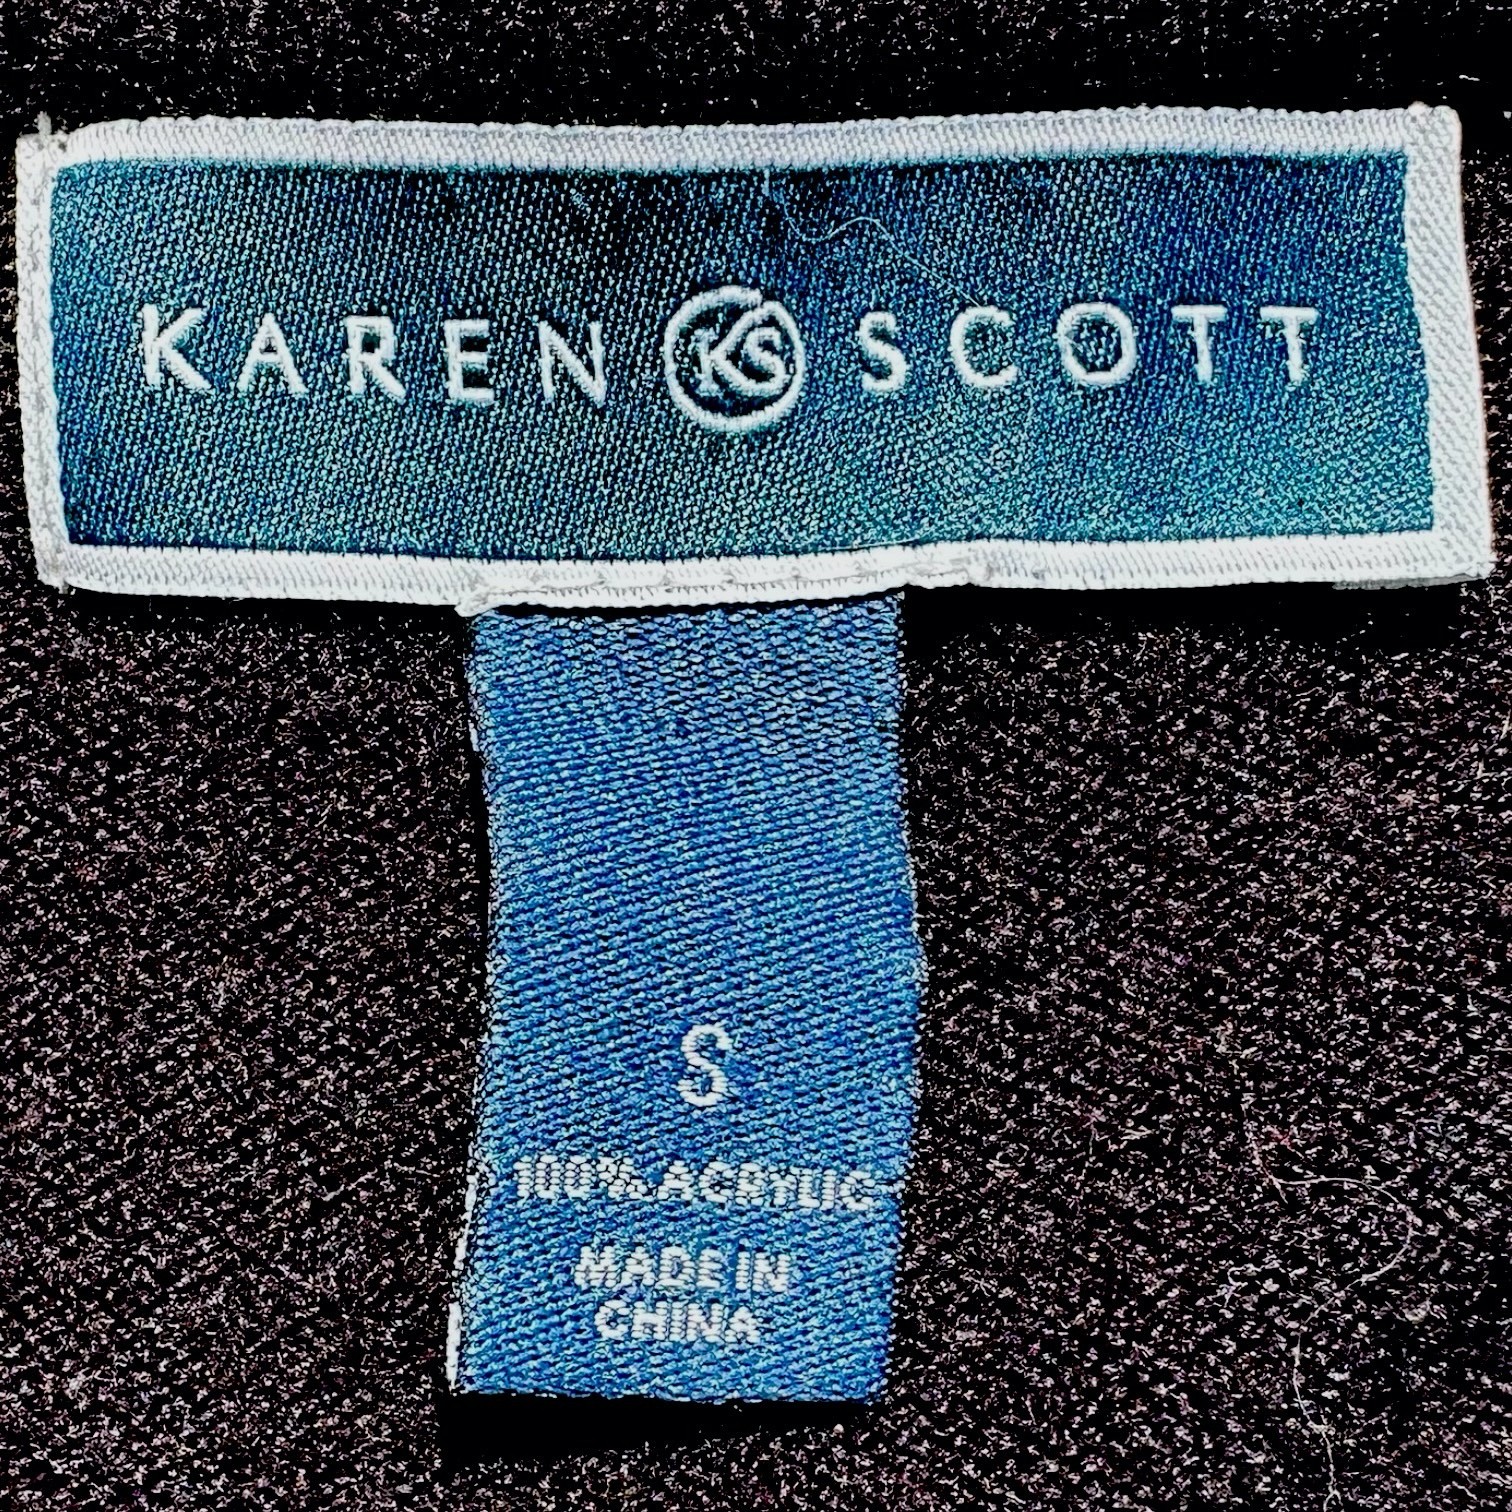 KAREN KS SCOTT
S
100% ACRYLIC
MADE IN
CHINA